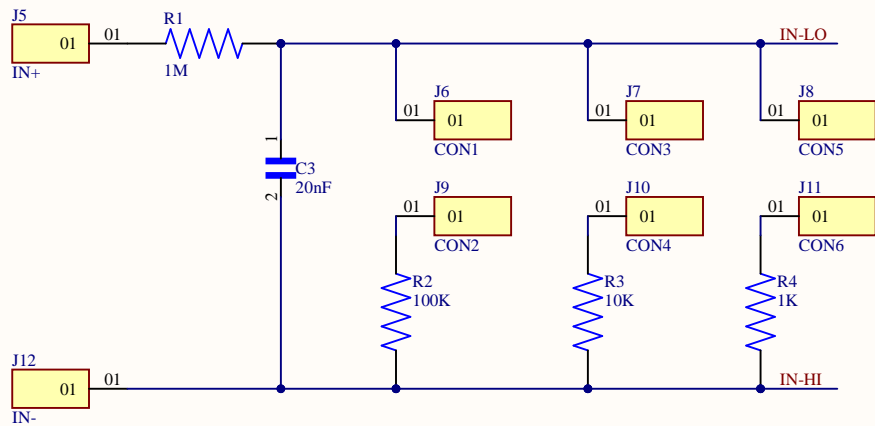 J5
01
01
IN+
R1
1M
IN-LO
J6
01
01
CON1
J7
01
01
CON3
J8
01
01
CON5
1
C3
20nF
2
J9
01
01
CON2
J10
01
01
CON4
J11
01
01
CON6
R2
100K
R3
10K
R4
1K
J12
01
01
IN-
IN-HI